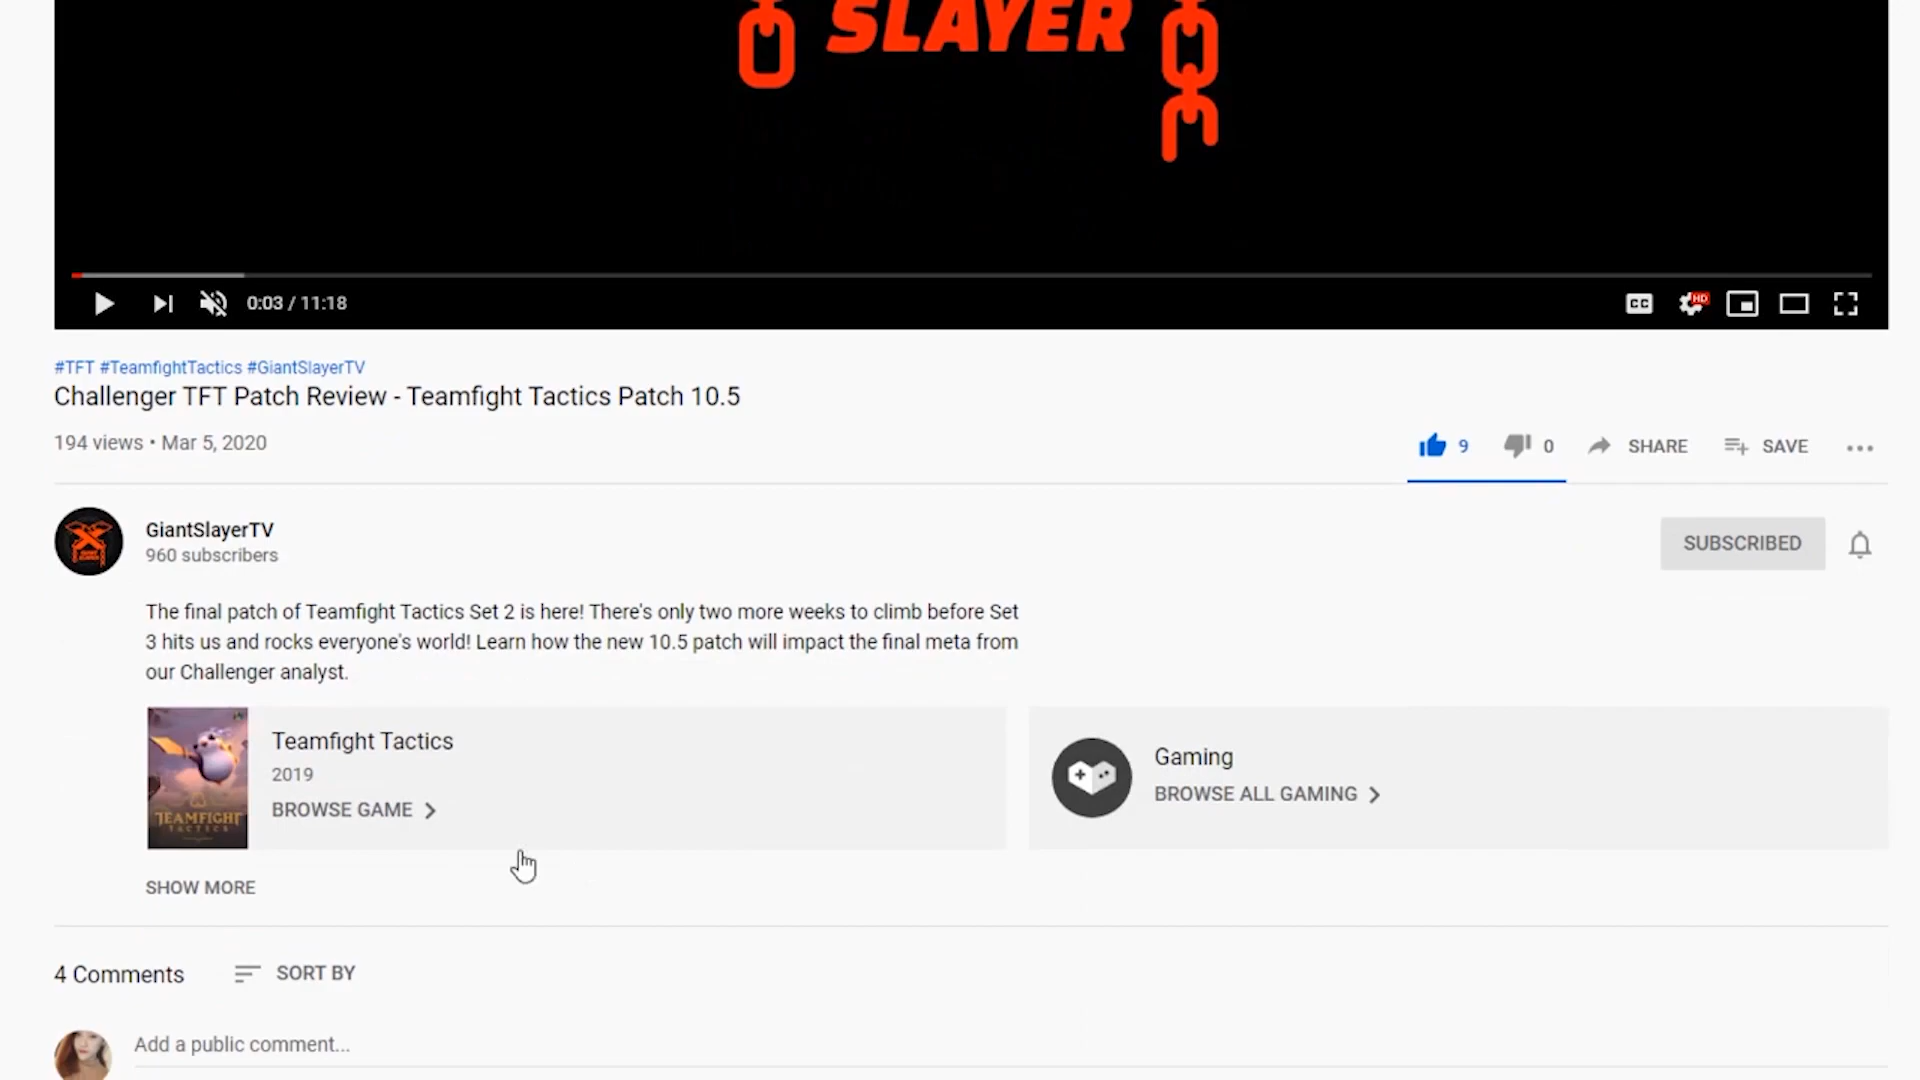 SLAYER
0:03 / 11:18
CC
HD
#TFT #TeamfightTactics #GiantSlayerTV
Challenger TFT Patch Review - Teamfight Tactics Patch 10.5
194 views • Mar 5, 2020
9
0
SHARE
SAVE
GiantSlayerTV
960 subscribers
SUBSCRIBED
The final patch of Teamfight Tactics Set 2 is here! There's only two more weeks to climb before Set
3 hits us and rocks everyone's world! Learn how the new 10.5 patch will impact the final meta from
our Challenger analyst.
TEAMFIGHT
TACTICS
Teamfight Tactics
2019
BROWSE GAME
Gaming
BROWSE ALL GAMING
SHOW MORE
4 Comments
SORT BY
Add a public comment...